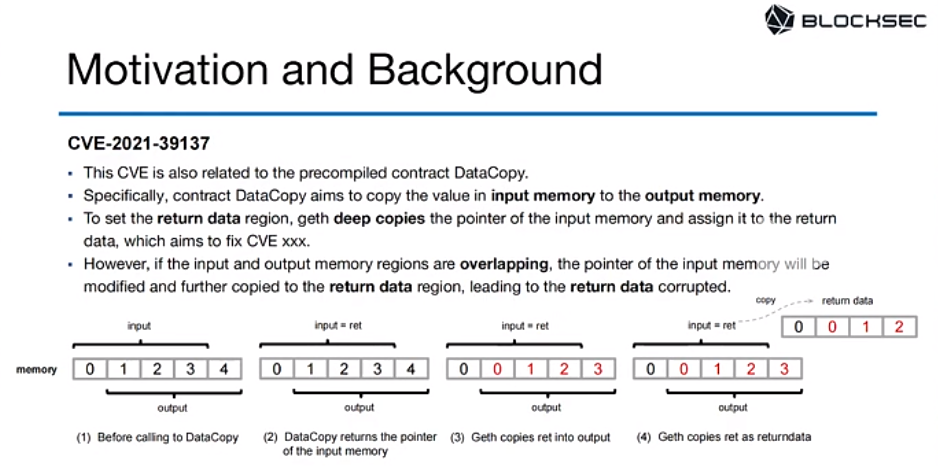 BLOCKSEC
Motivation and Background
CVE-2021-39137
▪ This CVE is also related to the precompiled contract DataCopy.
▪ Specifically, contract DataCopy aims to copy the value in input memory to the output memory.
▪ To set the return data region, geth deep copies the pointer of the input memory and assign it to the return
data, which aims to fix CVE xxx.
▪ However, if the input and output memory regions are overlapping, the pointer of the input memory will be
modified and further copied to the return data region, leading to the return data corrupted.
copy return data
0 0 1 2
input input = ret input = ret input = ret
memory 0 1 2 3 4 0 1 2 3 4 0 0 1 2 3 0 0 1 2 3
output output output output
(1) Before calling to DataCopy (2) DataCopy returns the pointer (3) Geth copies ret into output (4) Geth copies ret as returndata
of the input memory